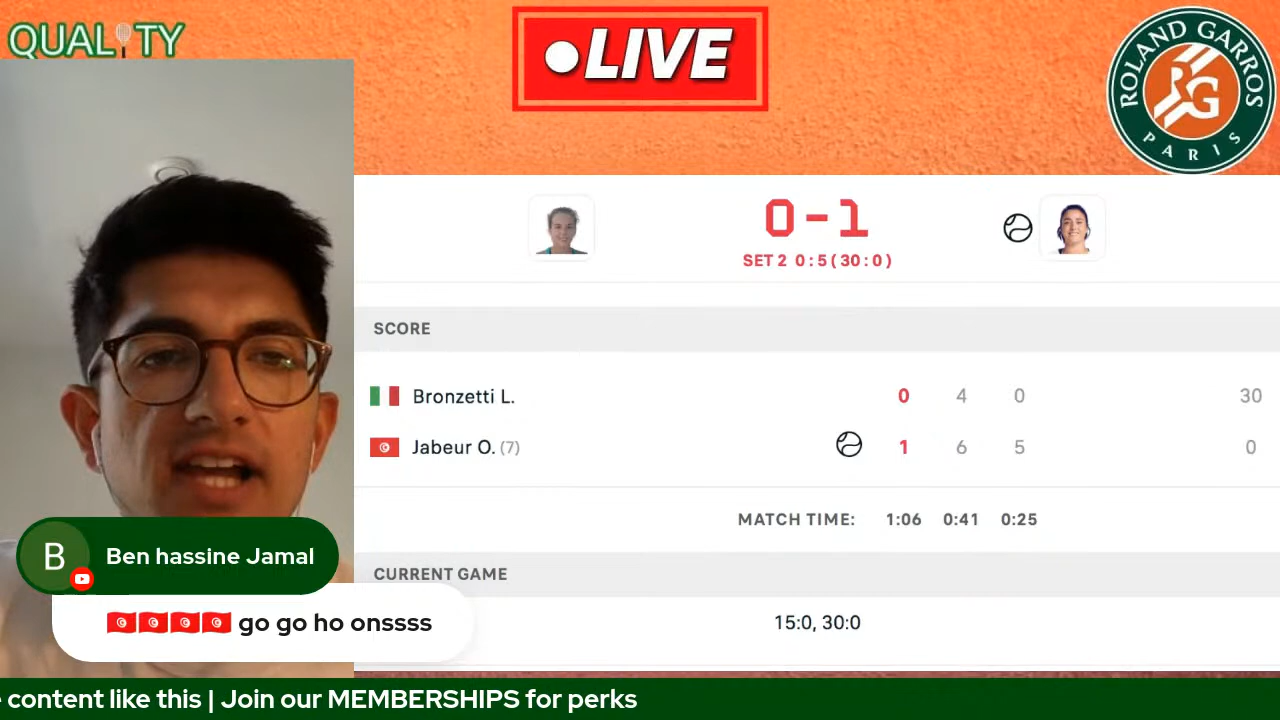 QUALITY
LIVE
ROLAND GARROS
RG
PARIS
0-1
SET 2 0:5(30:0)
SCORE
Bronzetti L. 0 4 0 30
Jabeur O. (7) 1 6 5 0
MATCH TIME: 1:06 0:41 0:25
CURRENT GAME
15:0, 30:0
B Ben hassine Jamal
🇹🇳🇹🇳🇹🇳🇹🇳 go go ho onssss
content like this | Join our MEMBERSHIPS for perks